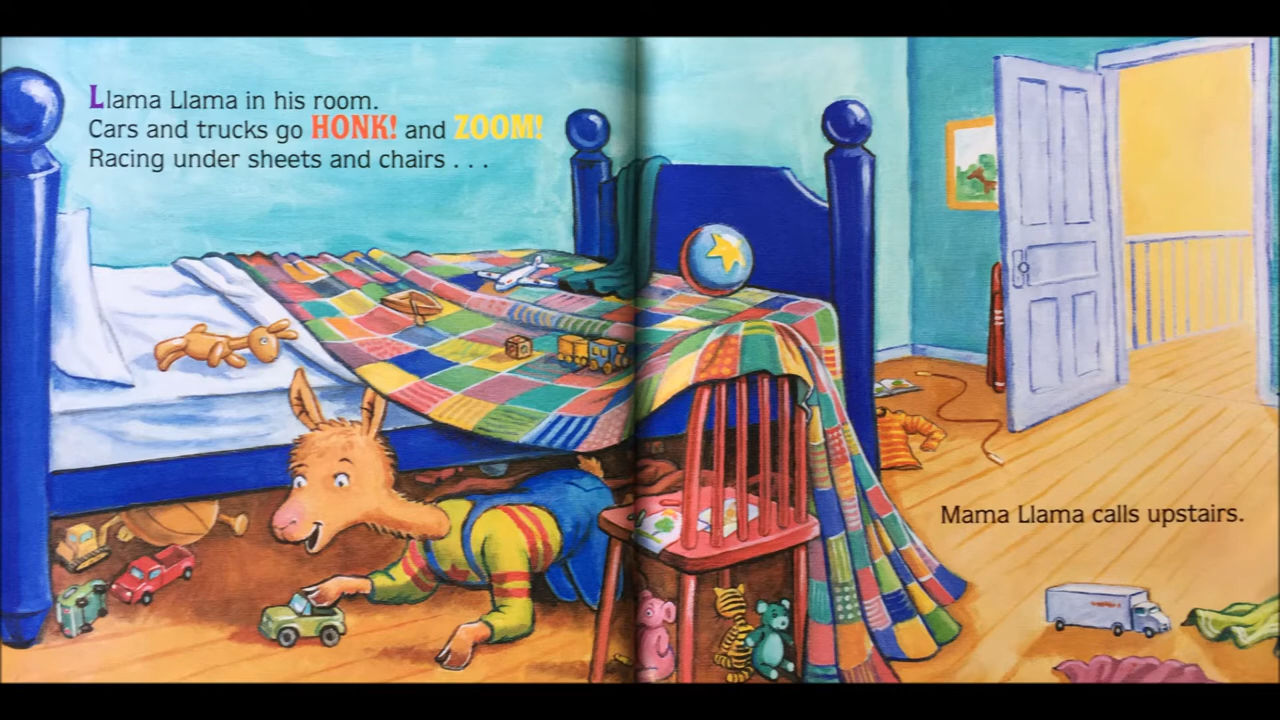 Llama Llama in his room.
Cars and trucks go HONK! and ZOOM!
Racing under sheets and chairs . . .
Mama Llama calls upstairs.